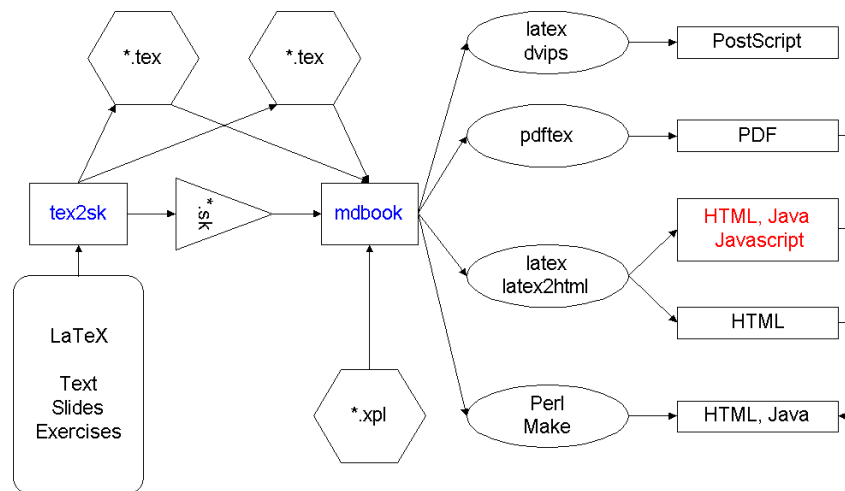 *.tex
*.tex
latex
dvips
PostScript
pdftex
PDF
tex2sk
*.sk
mdbook
HTML, Java
Javascript
latex
latex2html
HTML
LaTeX
Text
Slides
Exercises
*.xpl
Perl
Make
HTML, Java